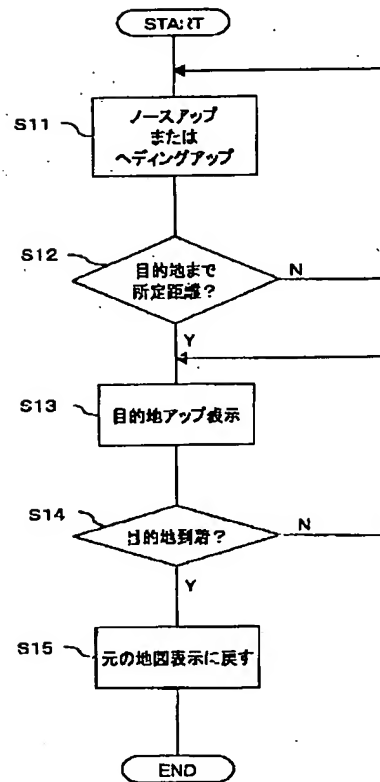 START
S11
ノースアップ
または
ヘディングアップ
S12
目的地まで
所定距離?
N
Y
S13
目的地アップ表示
S14
目的地到着?
N
Y
S15
元の地図表示に戻す
END